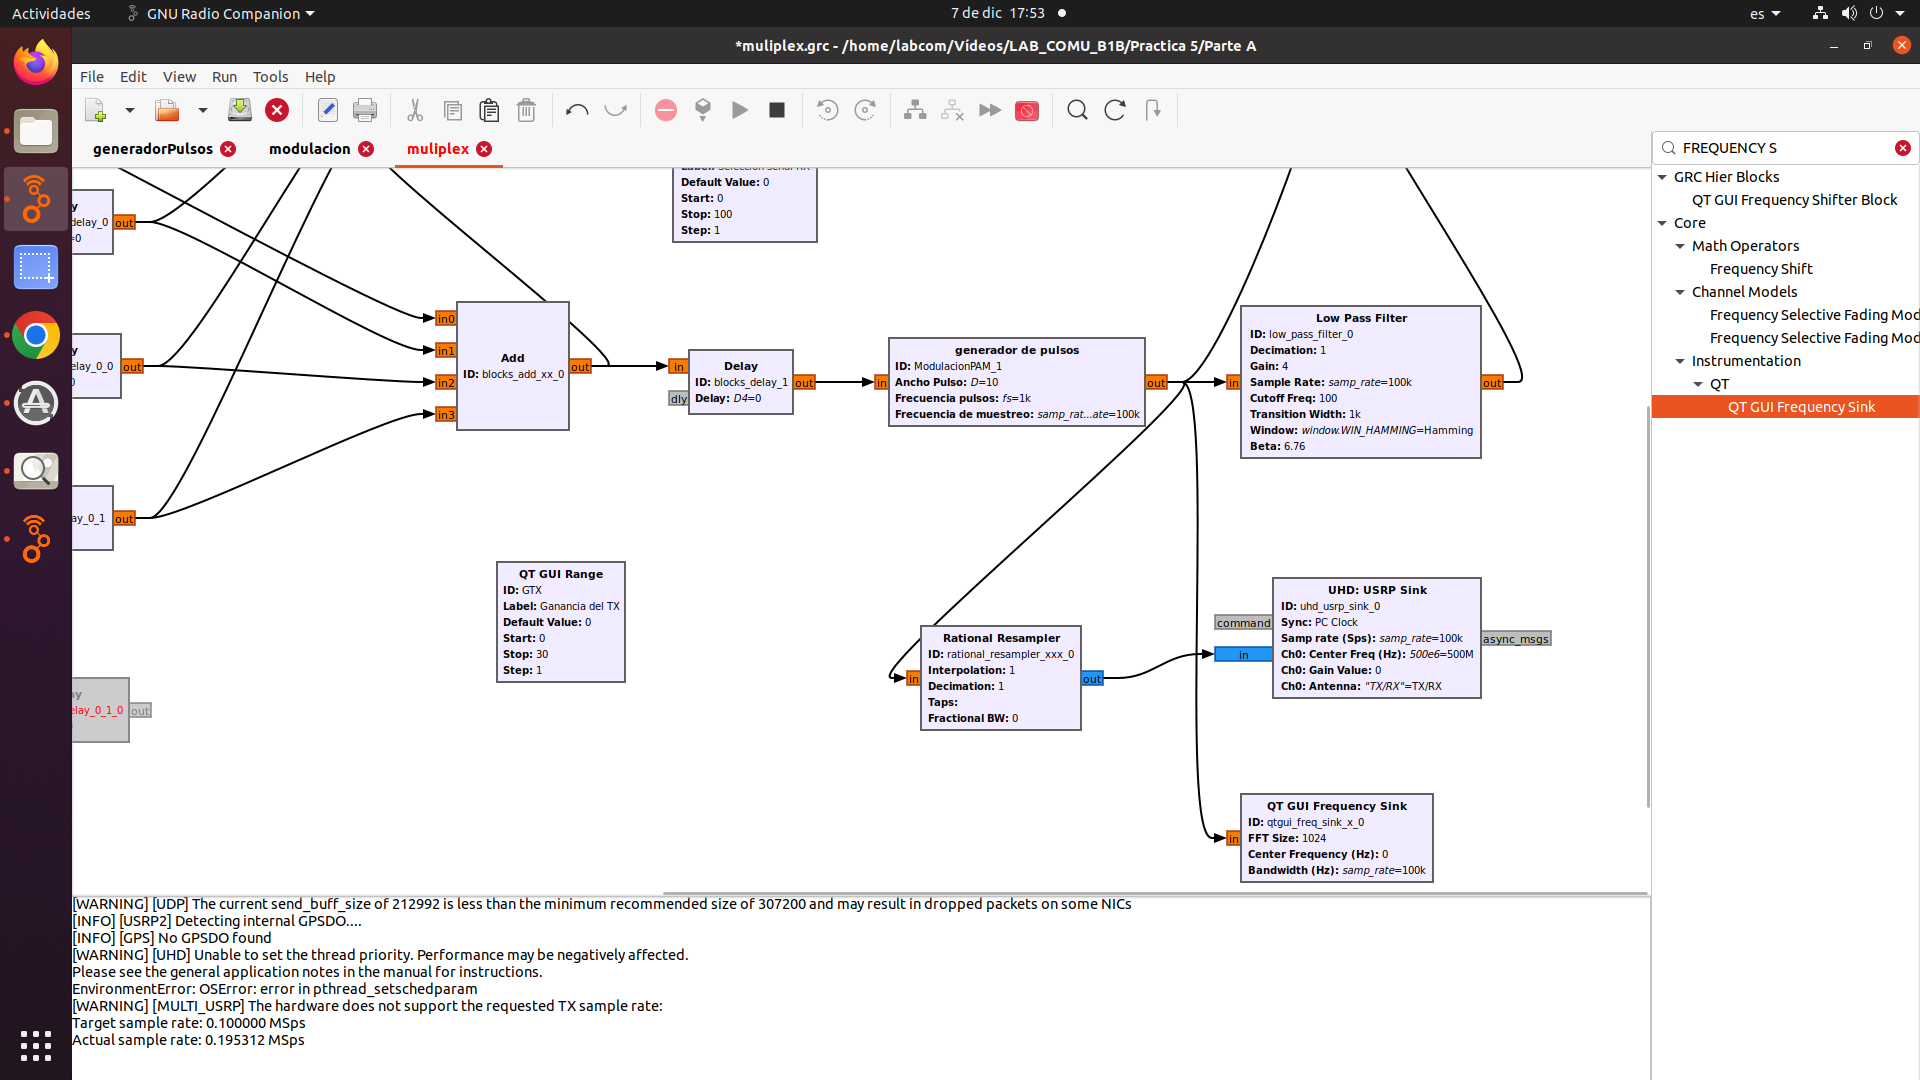 Actividades
GNU Radio Companion
7 de dic 17:53
es
*muliplex.grc - /home/labcom/Vídeos/LAB_COMU_B1B/Practica 5/Parte A
File Edit View Run Tools Help
generadorPulsos
modulacion
muliplex
FREQUENCY S
GRC Hier Blocks
QT GUI Frequency Shifter Block
Core
Math Operators
Frequency Shift
Channel Models
Frequency Selective Fading Mod
Frequency Selective Fading Mod
Instrumentation
QT
QT GUI Frequency Sink
Default Value: 0
Start: 0
Stop: 100
Step: 1
y
delay_0
=0
out
y
elay_0_0
0
out
ay_0_1
out
ay
delay_0_1_0
out
in0
in1
in2
in3
Add
ID: blocks_add_xx_0
out
in
dly
Delay
ID: blocks_delay_1
Delay: D4=0
out
in
generador de pulsos
ID: ModulacionPAM_1
Ancho Pulso: D=10
Frecuencia pulsos: fs=1k
Frecuencia de muestreo: samp_rat...ate=100k
out
in
Low Pass Filter
ID: low_pass_filter_0
Decimation: 1
Gain: 4
Sample Rate: samp_rate=100k
Cutoff Freq: 100
Transition Width: 1k
Window: window.WIN_HAMMING=Hamming
Beta: 6.76
out
QT GUI Range
ID: GTX
Label: Ganancia del TX
Default Value: 0
Start: 0
Stop: 30
Step: 1
in
Rational Resampler
ID: rational_resampler_xxx_0
Interpolation: 1
Decimation: 1
Taps:
Fractional BW: 0
out
command
in
UHD: USRP Sink
ID: uhd_usrp_sink_0
Sync: PC Clock
Samp rate (Sps): samp_rate=100k
Ch0: Center Freq (Hz): 500e6=500M
Ch0: Gain Value: 0
Ch0: Antenna: "TX/RX"=TX/RX
async_msgs
in
QT GUI Frequency Sink
ID: qtgui_freq_sink_x_0
FFT Size: 1024
Center Frequency (Hz): 0
Bandwidth (Hz): samp_rate=100k
[WARNING] [UDP] The current send_buff_size of 212992 is less than the minimum recommended size of 307200 and may result in dropped packets on some NICs
[INFO] [USRP2] Detecting internal GPSDO....
[INFO] [GPS] No GPSDO found
[WARNING] [UHD] Unable to set the thread priority. Performance may be negatively affected.
Please see the general application notes in the manual for instructions.
EnvironmentError: OSError: error in pthread_setschedparam
[WARNING] [MULTI_USRP] The hardware does not support the requested TX sample rate:
Target sample rate: 0.100000 MSps
Actual sample rate: 0.195312 MSps